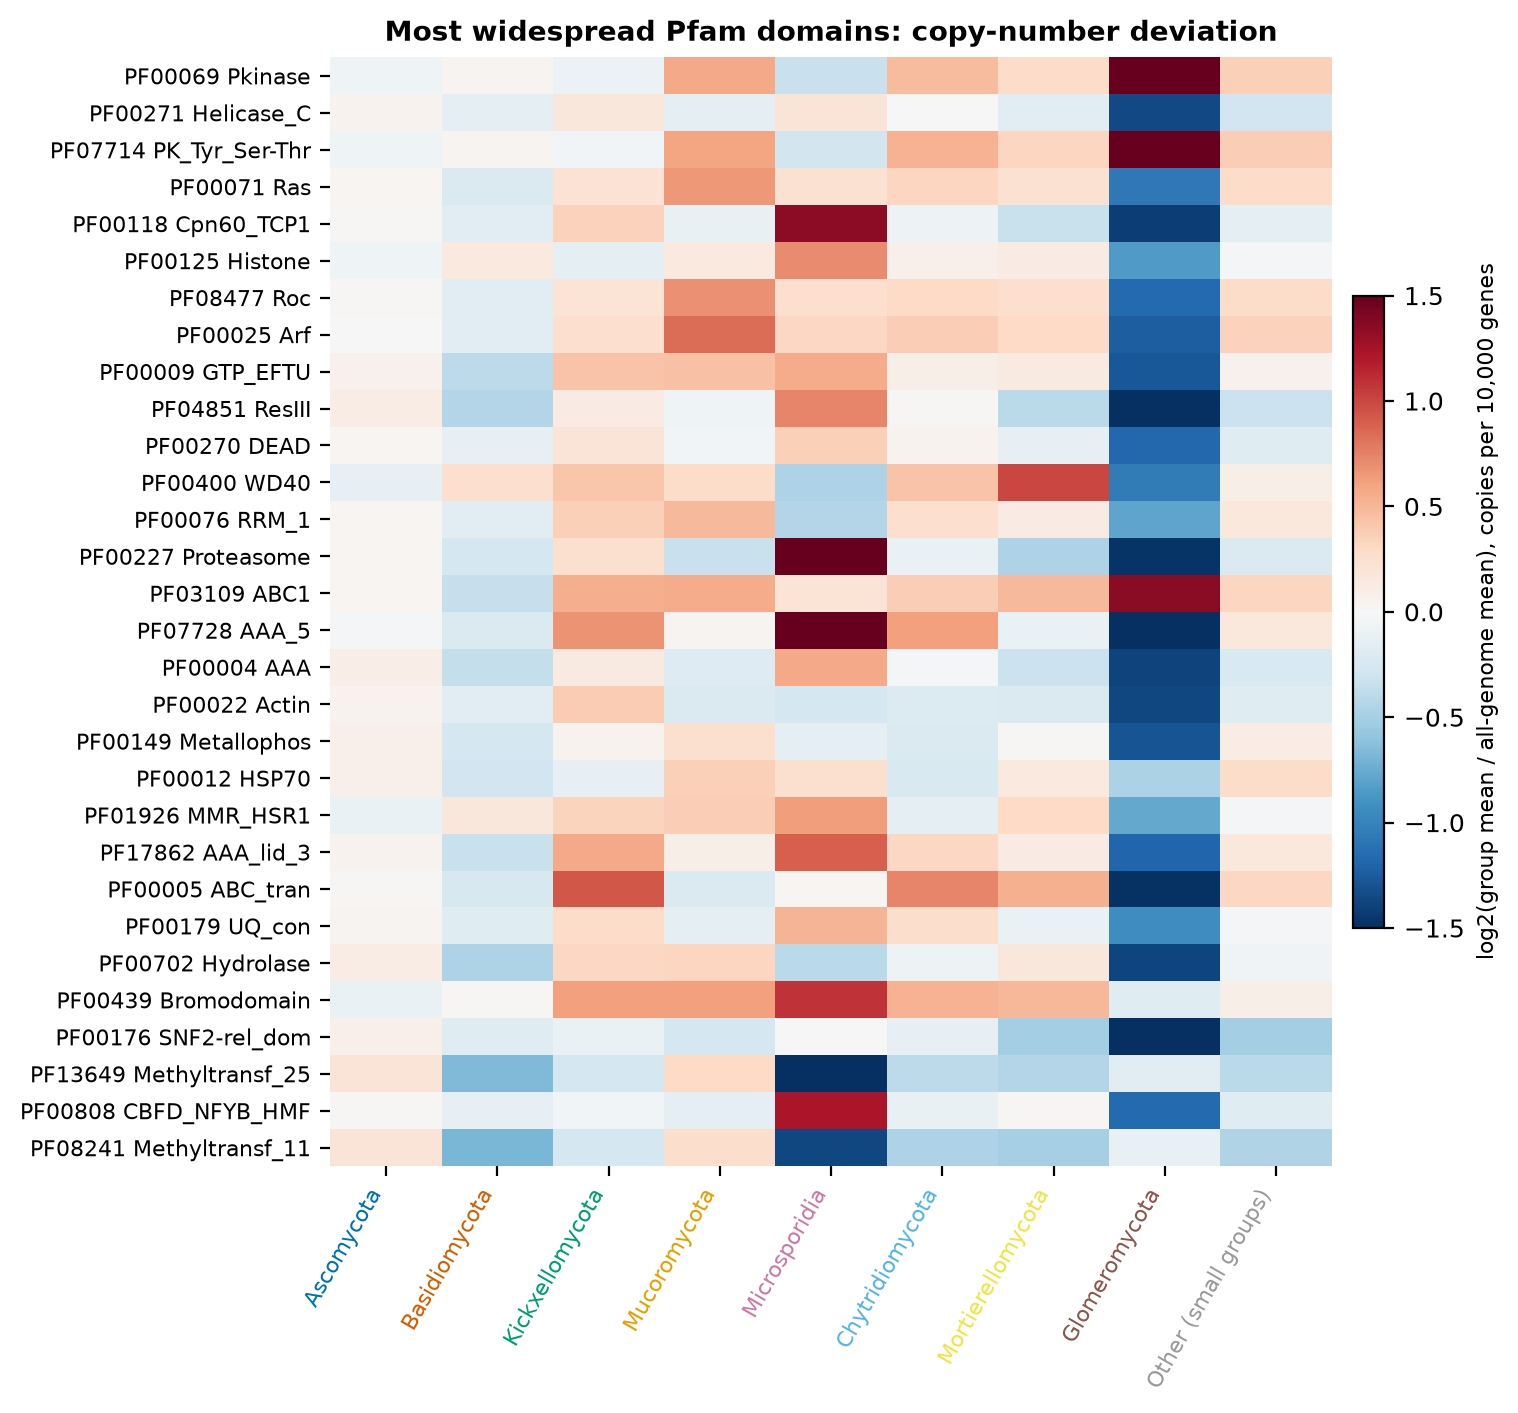 Most widespread Pfam domains: copy-number deviation
PF00069 Pkinase
PF00271 Helicase_C
PF07714 PK_Tyr_Ser-Thr
PF00071 Ras
PF00118 Cpn60_TCP1
PF00125 Histone
PF08477 Roc
PF00025 Arf
PF00009 GTP_EFTU
PF04851 ResIII
PF00270 DEAD
PF00400 WD40
PF00076 RRM_1
PF00227 Proteasome
PF03109 ABC1
PF07728 AAA_5
PF00004 AAA
PF00022 Actin
PF00149 Metallophos
PF00012 HSP70
PF01926 MMR_HSR1
PF17862 AAA_lid_3
PF00005 ABC_tran
PF00179 UQ_con
PF00702 Hydrolase
PF00439 Bromodomain
PF00176 SNF2-rel_dom
PF13649 Methyltransf_25
PF00808 CBFD_NFYB_HMF
PF08241 Methyltransf_11
Ascomycota
Basidiomycota
Kickxellomycota
Mucoromycota
Microsporidia
Chytridiomycota
Mortierellomycota
Glomeromycota
Other (small groups)
1.5
1.0
0.5
0.0
−0.5
−1.0
−1.5
log2(group mean / all-genome mean), copies per 10,000 genes